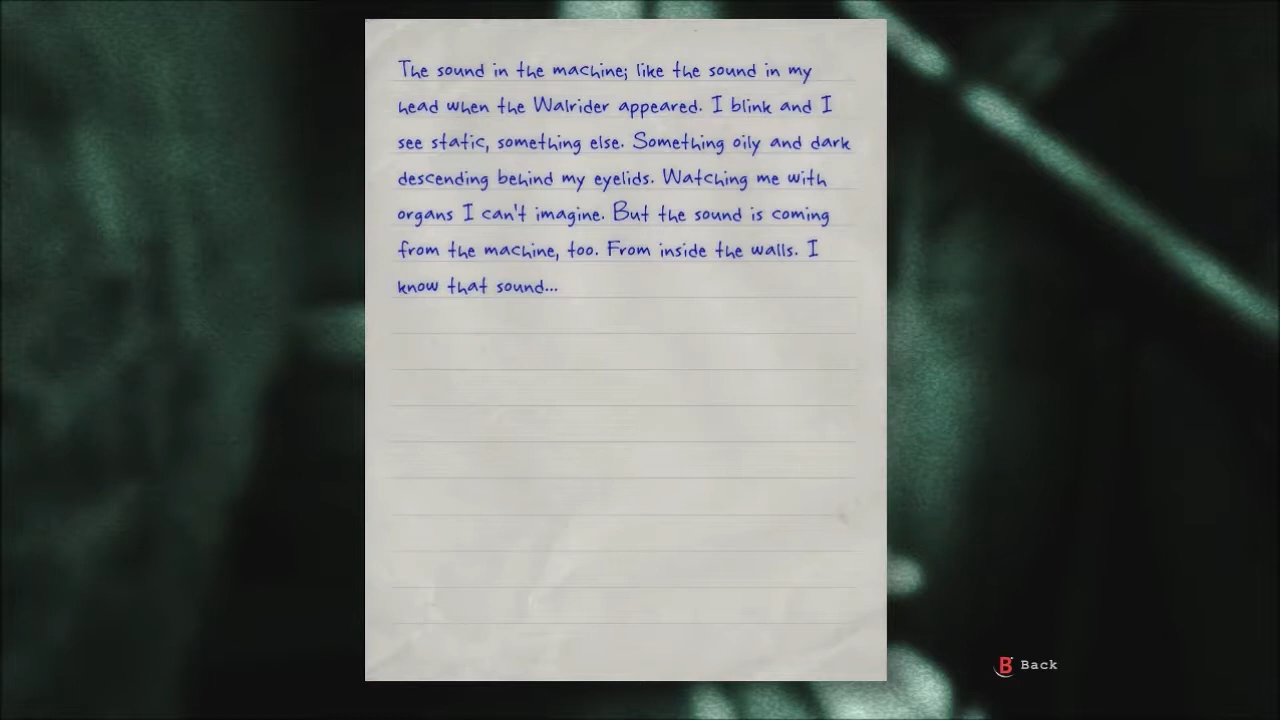 The sound in the machine; like the sound in my
head when the Walrider appeared. I blink and I
see static, something else. Something oily and dark
descending behind my eyelids. Watching me with
organs I can't imagine. But the sound is coming
from the machine, too. From inside the walls. I
know that sound...
B Back